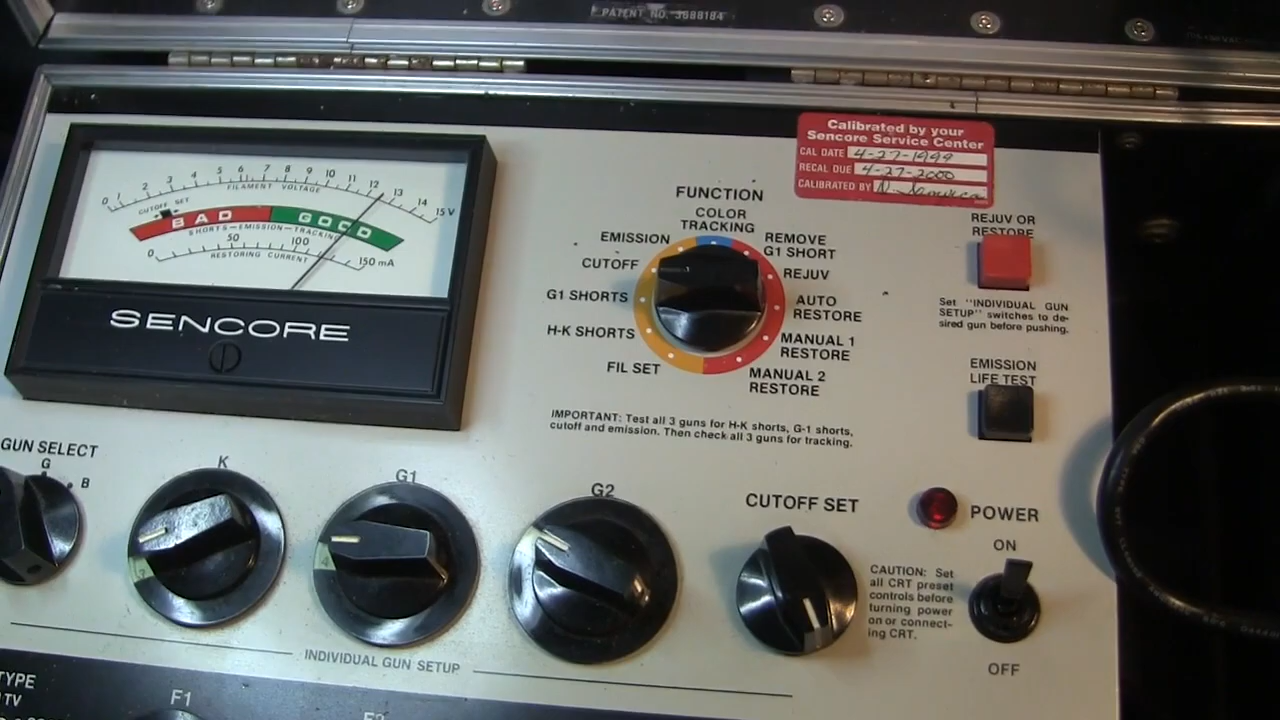 PATENT NO. 3688184
Calibrated by your
Sencore Service Center
CAL DATE 4-27-1999
RECAL DUE 4-27-2000
CALIBRATED BY N.
0 1 2 3 4 5 6 7 8 9 10 11 12 13 14 15 V
FILAMENT VOLTAGE
CUTOFF SET
BAD GOOD
SHORTS-EMISSION-TRACKING
0 50 100 150 mA
RESTORING CURRENT
SENCORE
FUNCTION
COLOR
TRACKING
EMISSION
CUTOFF
G1 SHORTS
H-K SHORTS
FIL SET
REMOVE
G1 SHORT
REJUV
AUTO
RESTORE
MANUAL 1
RESTORE
MANUAL 2
RESTORE
IMPORTANT: Test all 3 guns for H-K shorts, G-1 shorts,
cutoff and emission. Then check all 3 guns for tracking.
REJUV OR
RESTORE
Set "INDIVIDUAL GUN
SETUP" switches to de-
sired gun before pushing.
EMISSION
LIFE TEST
GUN SELECT
G
B
K
G1
G2
CUTOFF SET
POWER
ON
OFF
CAUTION: Set
all CRT preset
controls before
turning power
on or connect-
ing CRT.
INDIVIDUAL GUN SETUP
TYPE
TV
F1